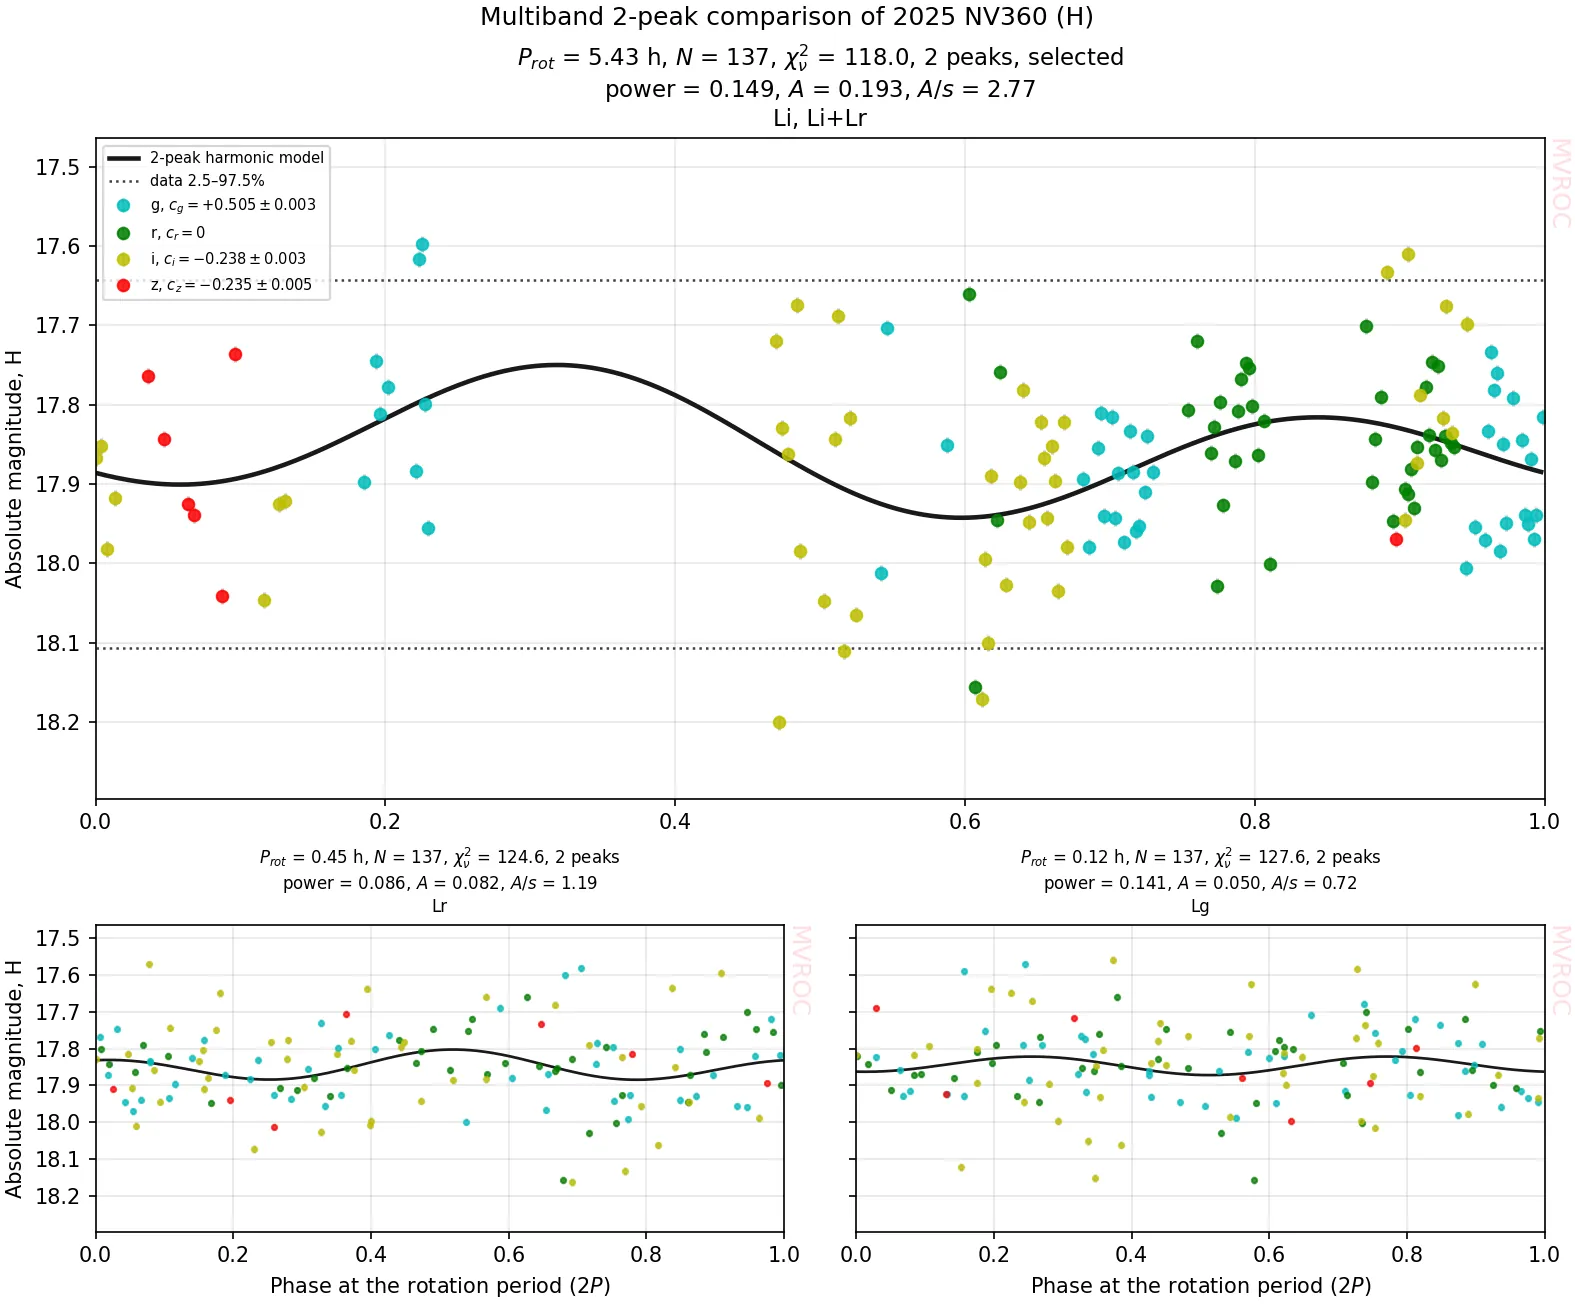 Multiband 2-peak comparison of 2025 NV360 (H)
P_rot = 5.43 h, N = 137, χ²_ν = 118.0, 2 peaks, selected
power = 0.149, A = 0.193, A/s = 2.77
Li, Li+Lr
2-peak harmonic model
data 2.5–97.5%
g, c_g = +0.505 ± 0.003
r, c_r = 0
i, c_i = −0.238 ± 0.003
z, c_z = −0.235 ± 0.005
MVROC
Absolute magnitude, H
17.5
17.6
17.7
17.8
17.9
18.0
18.1
18.2
0.0 0.2 0.4 0.6 0.8 1.0
P_rot = 0.45 h, N = 137, χ²_ν = 124.6, 2 peaks
power = 0.086, A = 0.082, A/s = 1.19
Lr
MVROC
Absolute magnitude, H
17.5
17.6
17.7
17.8
17.9
18.0
18.1
18.2
0.0 0.2 0.4 0.6 0.8 1.0
Phase at the rotation period (2P)
P_rot = 0.12 h, N = 137, χ²_ν = 127.6, 2 peaks
power = 0.141, A = 0.050, A/s = 0.72
Lg
MVROC
0.0 0.2 0.4 0.6 0.8 1.0
Phase at the rotation period (2P)